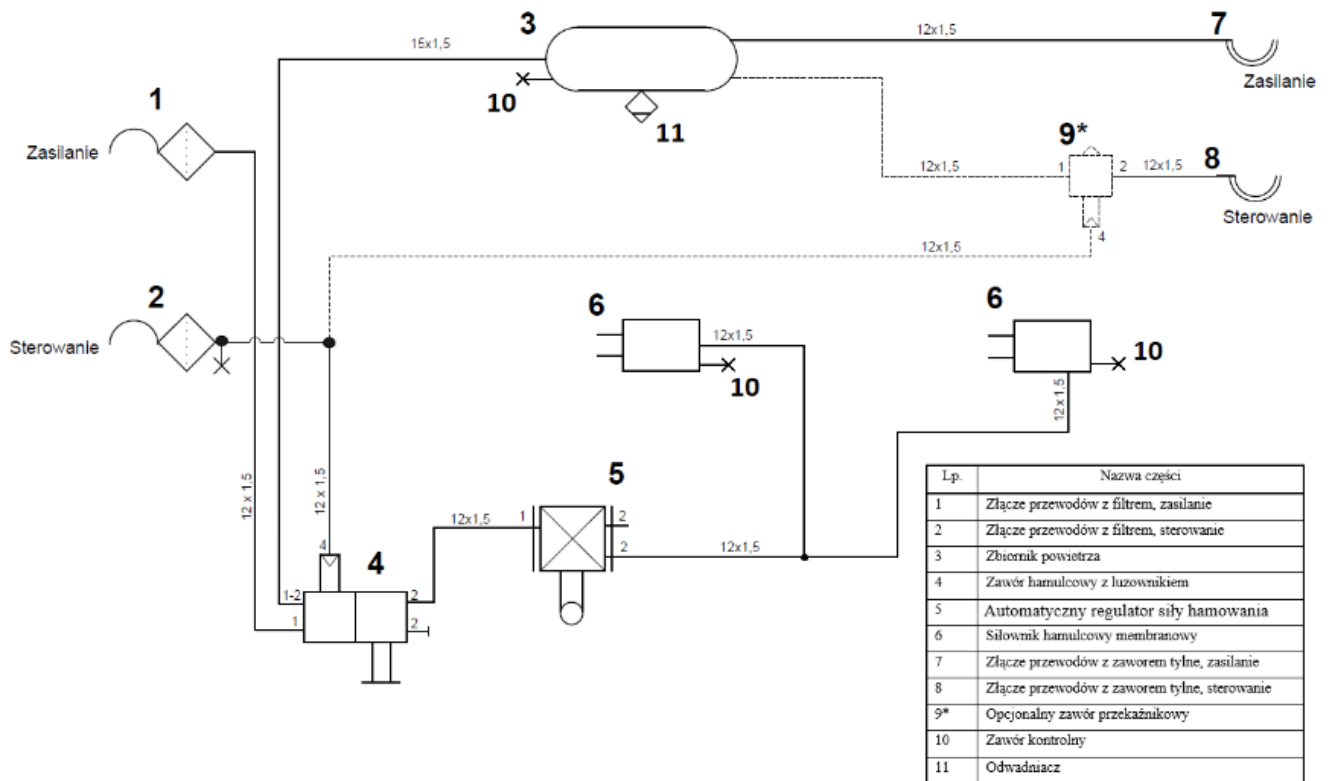 3
7
15x1,5
12x1,5
Zasilanie
10
11
1
Zasilanie
9*
12x1,5
1
2
12x1,5
8
Sterowanie
4
12x1,5
2
Sterowanie
6
12x1,5
10
6
10
12x1,5
12 x 1,5
12 x 1,5
5
12x1,5
1
2
2
12x1,5
4
4
1-2
1
2
2
Lp. Nazwa części
1 Złącze przewodów z filtrem, zasilanie
2 Złącze przewodów z filtrem, sterowanie
3 Zbiornik powietrza
4 Zawór hamulcowy z luzownikiem
5 Automatyczny regulator siły hamowania
6 Siłownik hamulcowy membranowy
7 Złącze przewodów z zaworem tylne, zasilanie
8 Złącze przewodów z zaworem tylne, sterowanie
9* Opcjonalny zawór przekaźnikowy
10 Zawór kontrolny
11 Odwadniacz